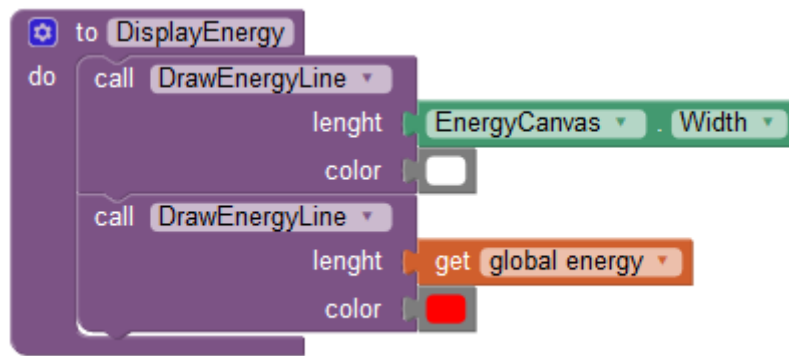 to DisplayEnergy
do call DrawEnergyLine
lenght EnergyCanvas . Width
color
call DrawEnergyLine
lenght get global energy
color